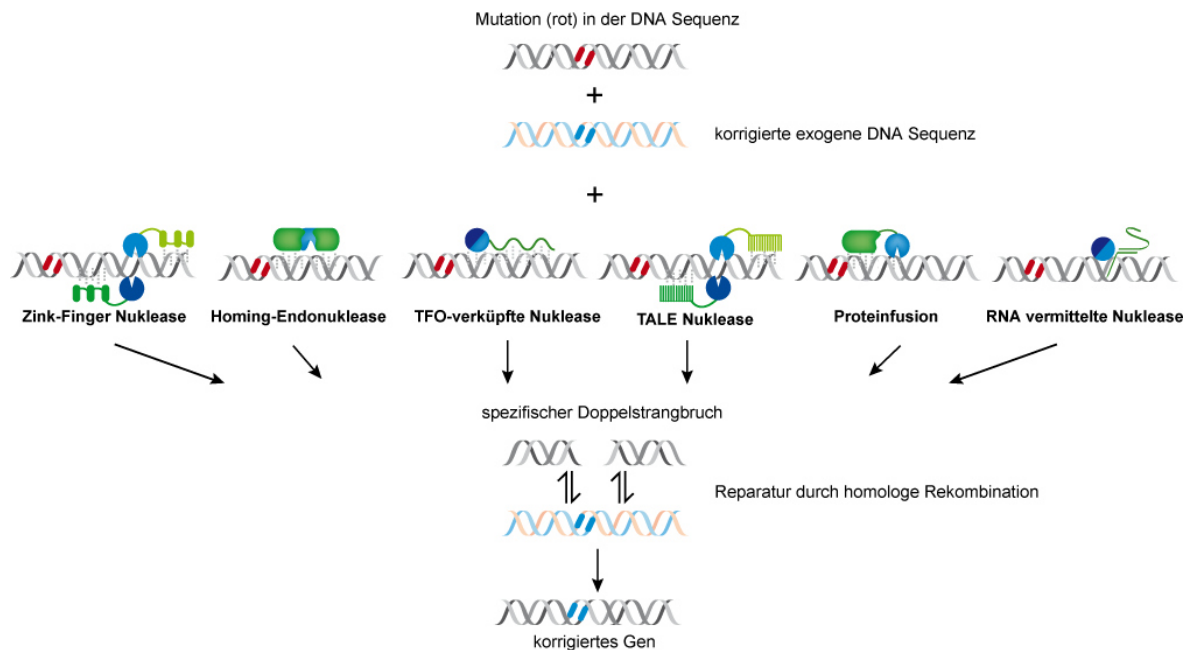 Mutation (rot) in der DNA Sequenz
+
korrigierte exogene DNA Sequenz
+
Zink-Finger Nuklease
Homing-Endonuklease
TFO-verküpfte Nuklease
TALE Nuklease
Proteinfusion
RNA vermittelte Nuklease
spezifischer Doppelstrangbruch
Reparatur durch homologe Rekombination
korrigiertes Gen